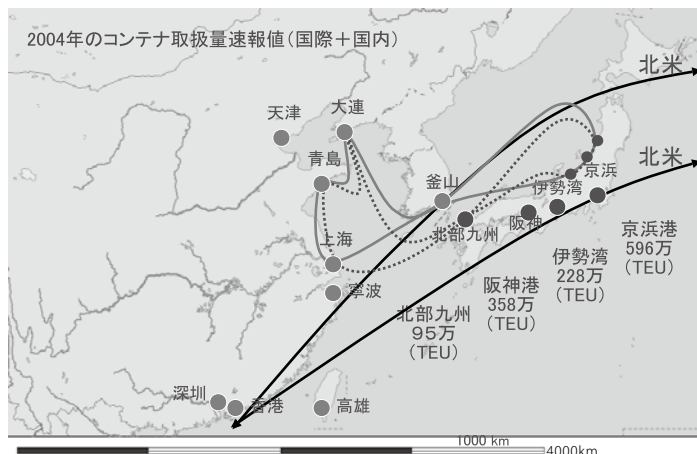 2004年のコンテナ取扱量速報値（国際＋国内）
北米
天津
大連
青島
北米
釜山
京浜
伊勢湾
上海
北部九州
阪神
京浜港
596万
（TEU）
伊勢湾
228万
（TEU）
阪神港
358万
（TEU）
寧波
北部九州
95万
（TEU）
深圳
香港
高雄
1000 km
4000km